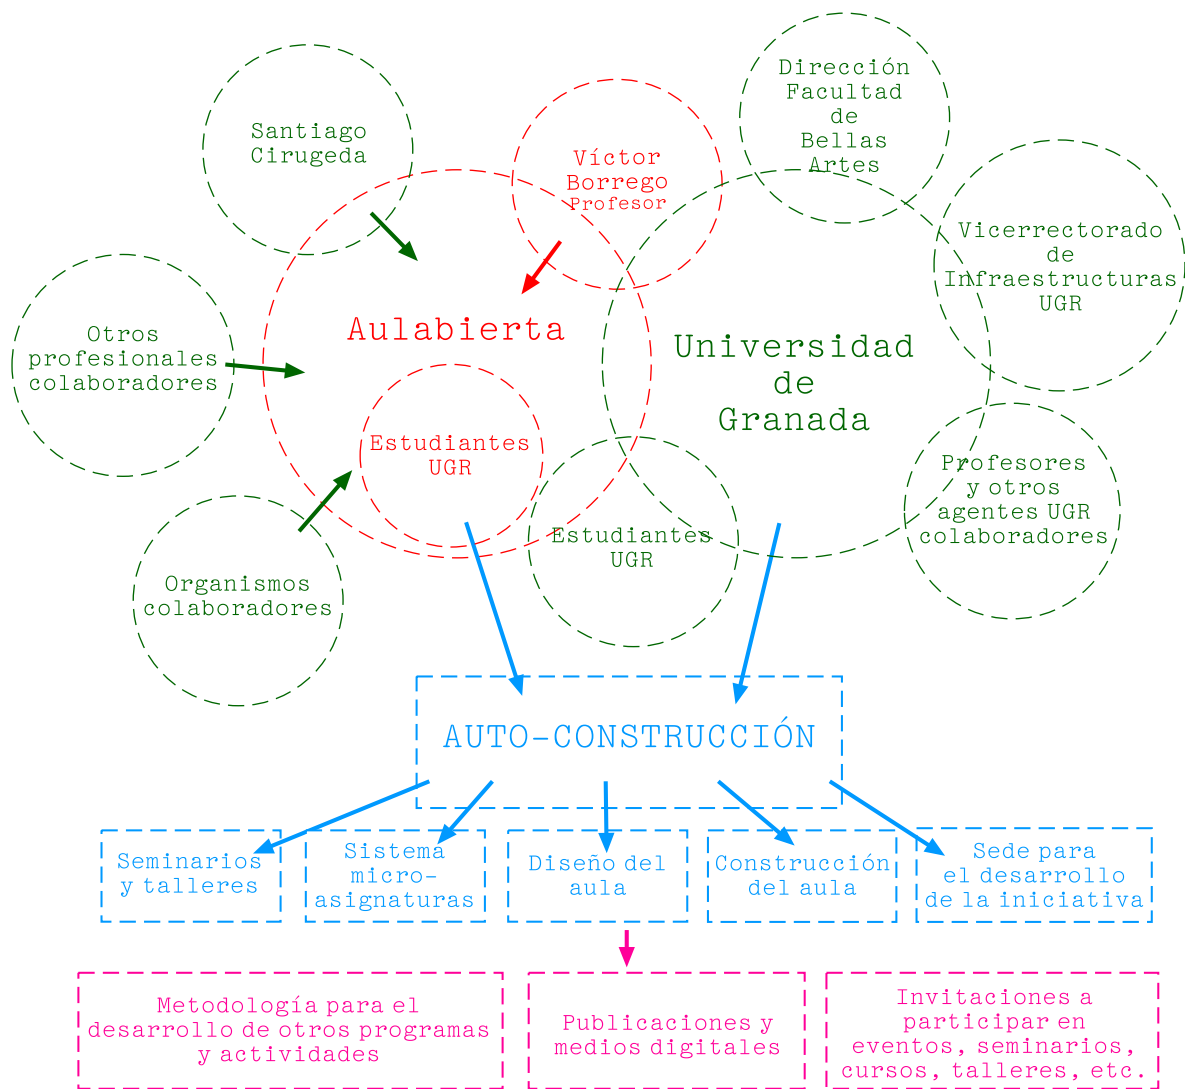 Dirección
Facultad
de
Bellas
Artes
Santiago
Cirugeda
Víctor
Borrego
Profesor
Vicerrectorado
de
Infraestructuras
UGR
Otros
profesionales
colaboradores
Aulabierta
Universidad
de
Granada
Estudiantes
UGR
Profesores
y otros
agentes UGR
colaboradores
Estudiantes
UGR
Organismos
colaboradores
AUTO-CONSTRUCCIÓN
Seminarios
y talleres
Sistema
micro-
asignaturas
Diseño del
aula
Construcción
del aula
Sede para
el desarrollo
de la iniciativa
Metodología para el
desarrollo de otros programas
y actividades
Publicaciones y
medios digitales
Invitaciones a
participar en
eventos, seminarios,
cursos, talleres, etc.